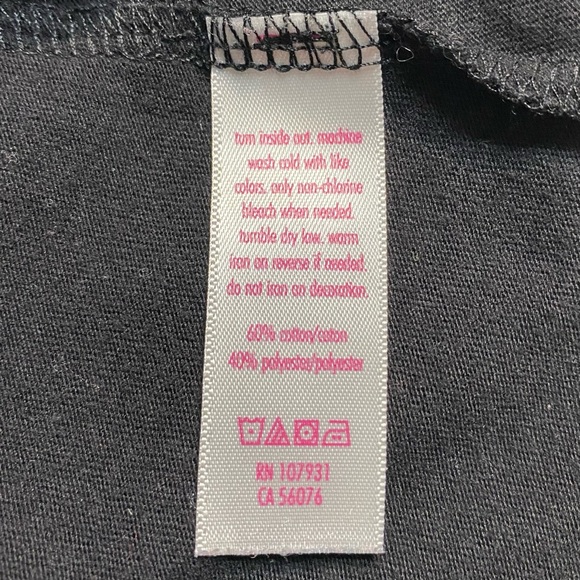 turn inside out. machine
wash cold with like
colors. only non-chlorine
bleach when needed.
tumble dry low. warm
iron on reverse if needed.
do not iron on decoration.
60% cotton/coton
40% polyester/polyester
RN 107931
CA 56076